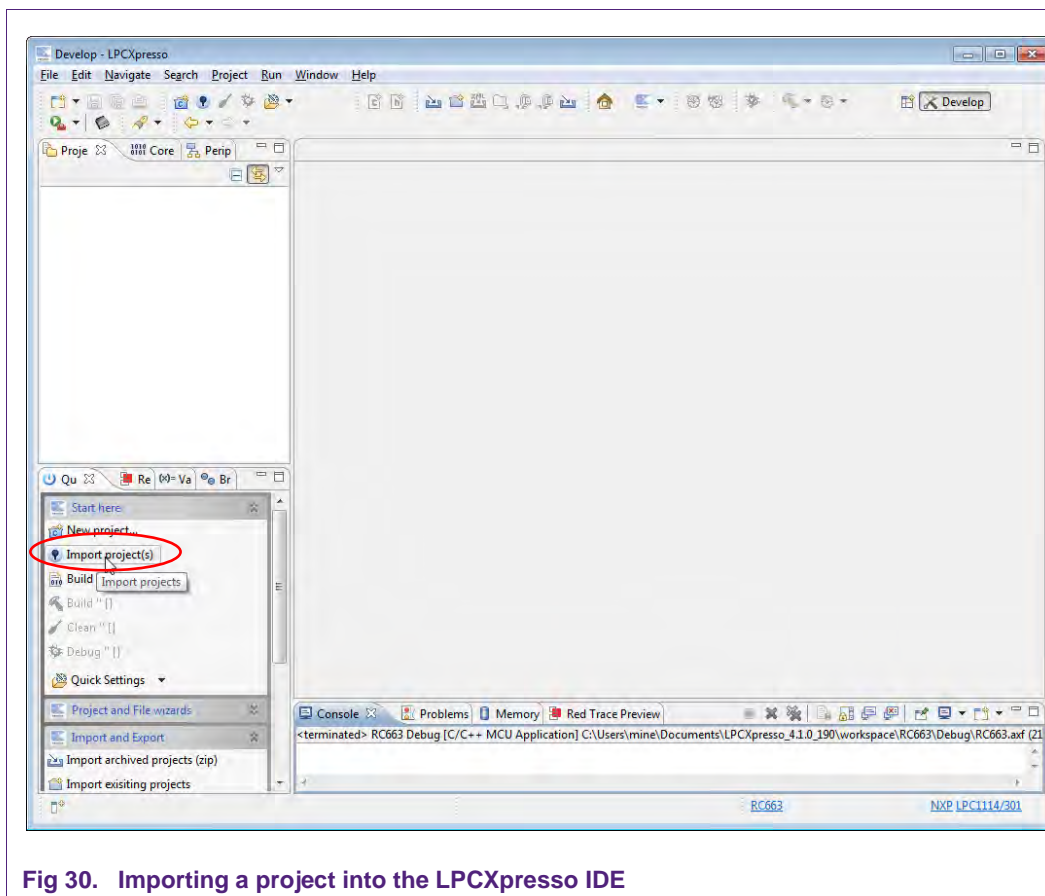 Develop - LPCXpresso
File Edit Navigate Search Project Run Window Help
Develop
Proje Core Perip
Qu Re (x)= Va Br
Start here
New project...
Import project(s)
Build
Import projects
Build '' []
Clean '' []
Debug '' []
Quick Settings
Project and File wizards
Import and Export
Import archived projects (zip)
Import exisiting projects
Console Problems Memory Red Trace Preview
<terminated> RC663 Debug [C/C++ MCU Application] C:\Users\mine\Documents\LPCXpresso_4.1.0_190\workspace\RC663\Debug\RC663.axf (21
RC663 NXP LPC1114/301
Fig 30. Importing a project into the LPCXpresso IDE